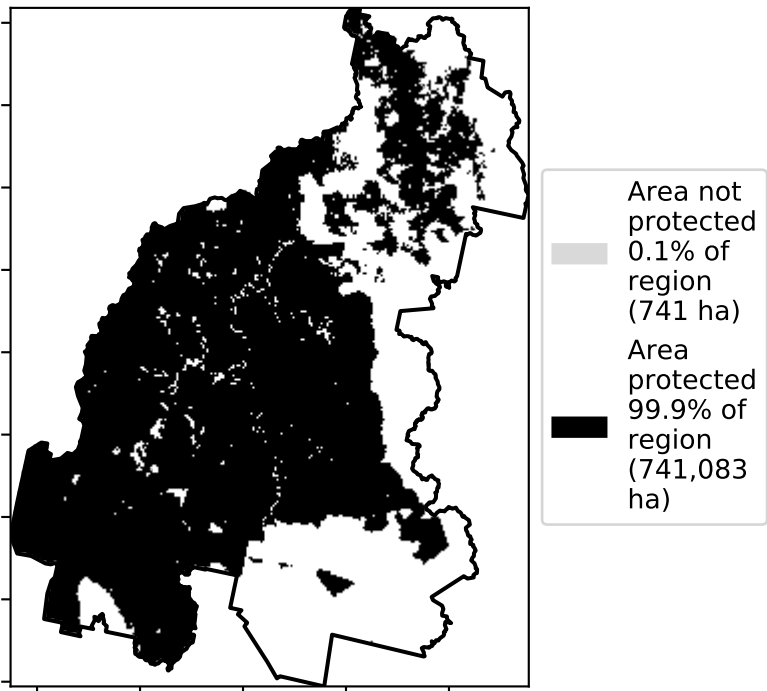 Area not
protected
0.1% of
region
(741 ha)
Area
protected
99.9% of
region
(741,083
ha)